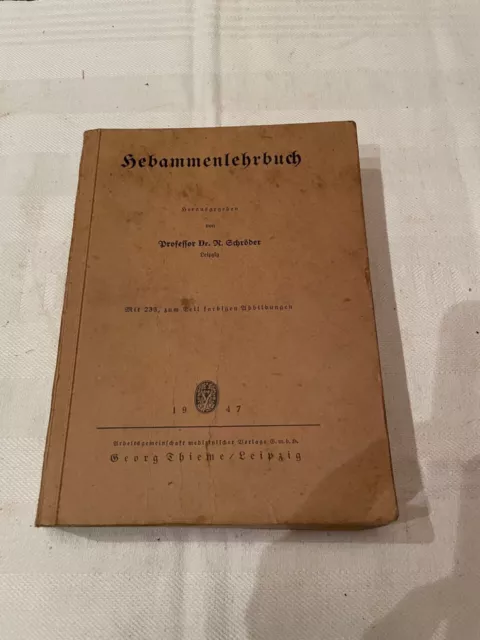 Hebammenlehrbuch
Herausgegeben
von
Professor Dr. R. Schröder
Leipzig
Mit 298, zum Teil farbigen Abbildungen
19 47
Arbeitsgemeinschaft medizinischer Verlage G.m.b.H.
Georg Thieme/Leipzig